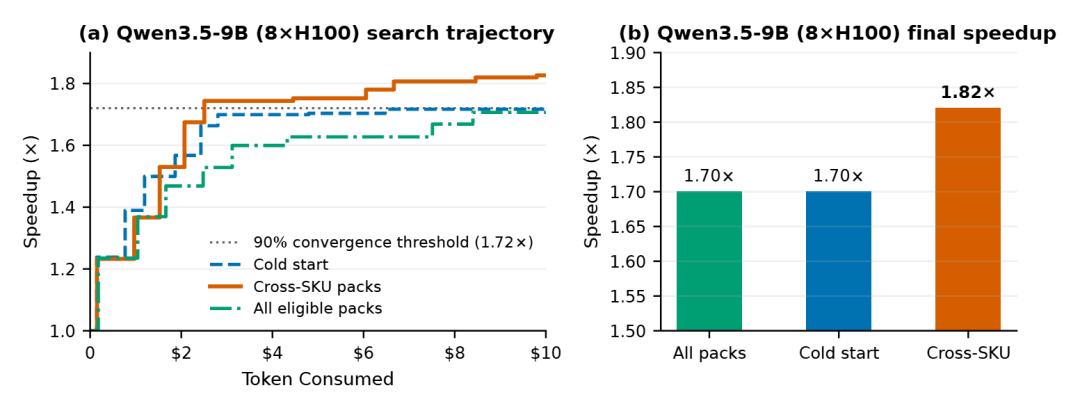 (a) Qwen3.5-9B (8×H100) search trajectory
Speedup (×)
1.8
1.6
1.4
1.2
1.0
90% convergence threshold (1.72×)
Cold start
Cross-SKU packs
All eligible packs
0 $2 $4 $6 $8 $10
Token Consumed
(b) Qwen3.5-9B (8×H100) final speedup
Speedup (×)
1.90
1.85
1.80
1.75
1.70
1.65
1.60
1.55
1.50
1.70× 1.70× 1.82×
All packs Cold start Cross-SKU